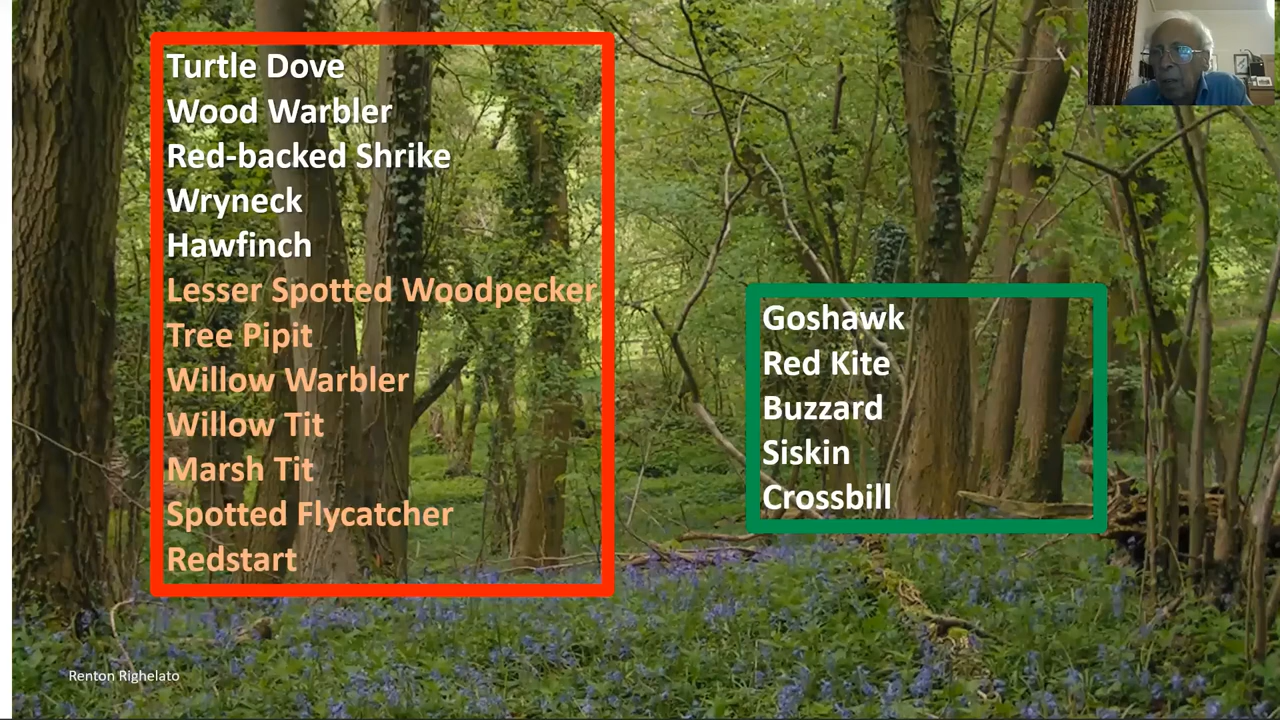 Turtle Dove
Wood Warbler
Red-backed Shrike
Wryneck
Hawfinch
Lesser Spotted Woodpecker
Tree Pipit
Willow Warbler
Willow Tit
Marsh Tit
Spotted Flycatcher
Redstart
Goshawk
Red Kite
Buzzard
Siskin
Crossbill
Renton Righelato